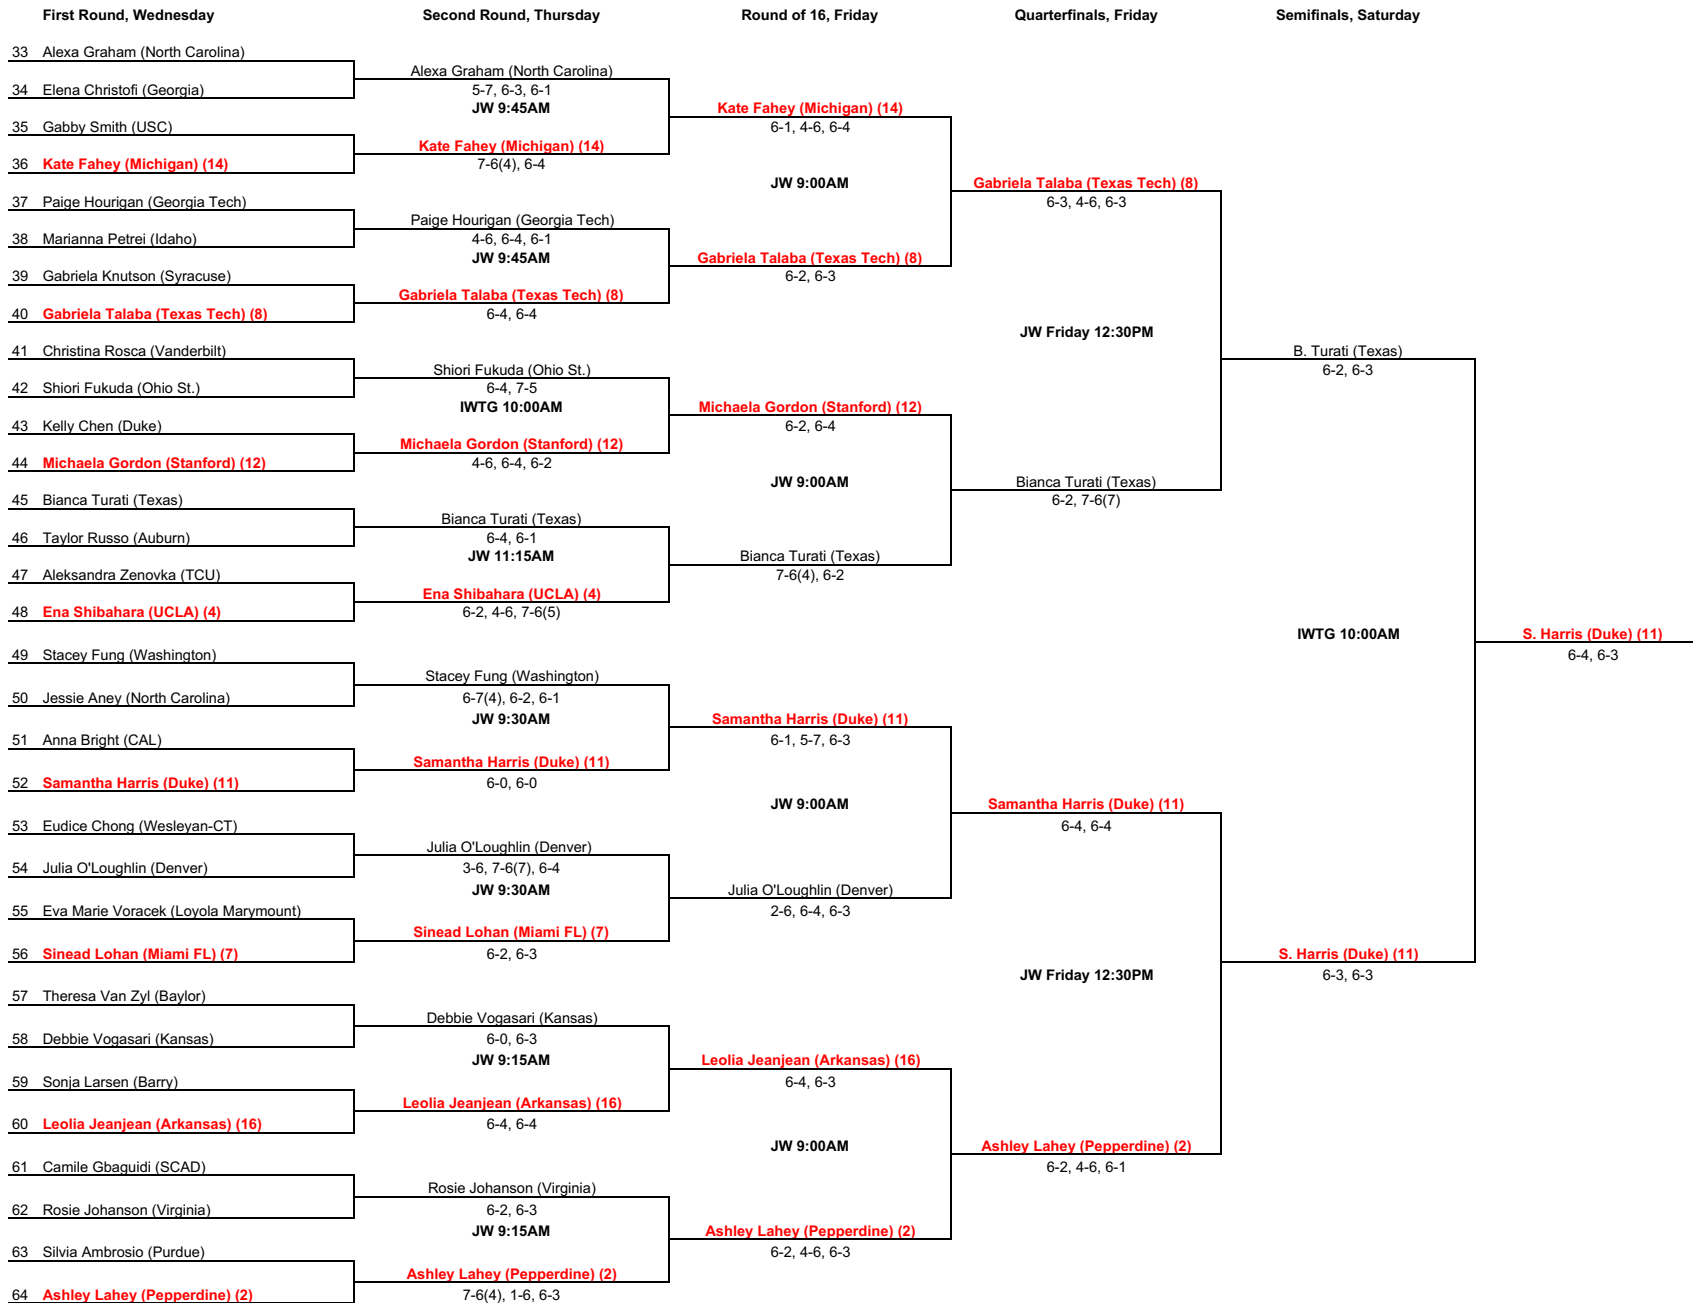 First Round, Wednesday
Second Round, Thursday
Round of 16, Friday
Quarterfinals, Friday
Semifinals, Saturday
33 Alexa Graham (North Carolina)
34 Elena Christofi (Georgia)
35 Gabby Smith (USC)
36 Kate Fahey (Michigan) (14)
37 Paige Hourigan (Georgia Tech)
38 Marianna Petrei (Idaho)
39 Gabriela Knutson (Syracuse)
40 Gabriela Talaba (Texas Tech) (8)
41 Christina Rosca (Vanderbilt)
42 Shiori Fukuda (Ohio St.)
43 Kelly Chen (Duke)
44 Michaela Gordon (Stanford) (12)
45 Bianca Turati (Texas)
46 Taylor Russo (Auburn)
47 Aleksandra Zenovka (TCU)
48 Ena Shibahara (UCLA) (4)
49 Stacey Fung (Washington)
50 Jessie Aney (North Carolina)
51 Anna Bright (CAL)
52 Samantha Harris (Duke) (11)
53 Eudice Chong (Wesleyan-CT)
54 Julia O'Loughlin (Denver)
55 Eva Marie Voracek (Loyola Marymount)
56 Sinead Lohan (Miami FL) (7)
57 Theresa Van Zyl (Baylor)
58 Debbie Vogasari (Kansas)
59 Sonja Larsen (Barry)
60 Leolia Jeanjean (Arkansas) (16)
61 Camile Gbaguidi (SCAD)
62 Rosie Johanson (Virginia)
63 Silvia Ambrosio (Purdue)
64 Ashley Lahey (Pepperdine) (2)
Alexa Graham (North Carolina)
5-7, 6-3, 6-1
JW 9:45AM
Kate Fahey (Michigan) (14)
7-6(4), 6-4
Paige Hourigan (Georgia Tech)
4-6, 6-4, 6-1
JW 9:45AM
Gabriela Talaba (Texas Tech) (8)
6-4, 6-4
Shiori Fukuda (Ohio St.)
6-4, 7-5
IWTG 10:00AM
Michaela Gordon (Stanford) (12)
4-6, 6-4, 6-2
Bianca Turati (Texas)
6-4, 6-1
JW 11:15AM
Ena Shibahara (UCLA) (4)
6-2, 4-6, 7-6(5)
Stacey Fung (Washington)
6-7(4), 6-2, 6-1
JW 9:30AM
Samantha Harris (Duke) (11)
6-0, 6-0
Julia O'Loughlin (Denver)
3-6, 7-6(7), 6-4
JW 9:30AM
Sinead Lohan (Miami FL) (7)
6-2, 6-3
Debbie Vogasari (Kansas)
6-0, 6-3
JW 9:15AM
Leolia Jeanjean (Arkansas) (16)
6-4, 6-4
Rosie Johanson (Virginia)
6-2, 6-3
JW 9:15AM
Ashley Lahey (Pepperdine) (2)
7-6(4), 1-6, 6-3
Kate Fahey (Michigan) (14)
6-1, 4-6, 6-4
JW 9:00AM
Gabriela Talaba (Texas Tech) (8)
6-2, 6-3
Michaela Gordon (Stanford) (12)
6-2, 6-4
JW 9:00AM
Bianca Turati (Texas)
7-6(4), 6-2
Samantha Harris (Duke) (11)
6-1, 5-7, 6-3
JW 9:00AM
Julia O'Loughlin (Denver)
2-6, 6-4, 6-3
Leolia Jeanjean (Arkansas) (16)
6-4, 6-3
JW 9:00AM
Ashley Lahey (Pepperdine) (2)
6-2, 4-6, 6-3
Gabriela Talaba (Texas Tech) (8)
6-3, 4-6, 6-3
JW Friday 12:30PM
Bianca Turati (Texas)
6-2, 7-6(7)
Samantha Harris (Duke) (11)
6-4, 6-4
JW Friday 12:30PM
Ashley Lahey (Pepperdine) (2)
6-2, 4-6, 6-1
B. Turati (Texas)
6-2, 6-3
IWTG 10:00AM
S. Harris (Duke) (11)
6-3, 6-3
S. Harris (Duke) (11)
6-4, 6-3